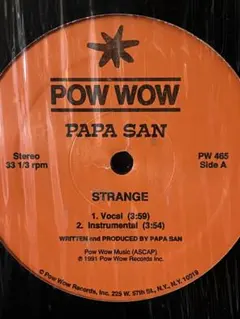 POW WOW
PAPA SAN
Stereo
33 1/3 rpm
PW 465
Side A
STRANGE
1. Vocal (3:59)
2. Instrumental (3:54)
WRITTEN and PRODUCED BY PAPA SAN
Pow Wow Music (ASCAP)
℗ 1991 Pow Wow Records Inc.
© Pow Wow Records, Inc. 225 W. 57th St., N.Y., N.Y. 10019